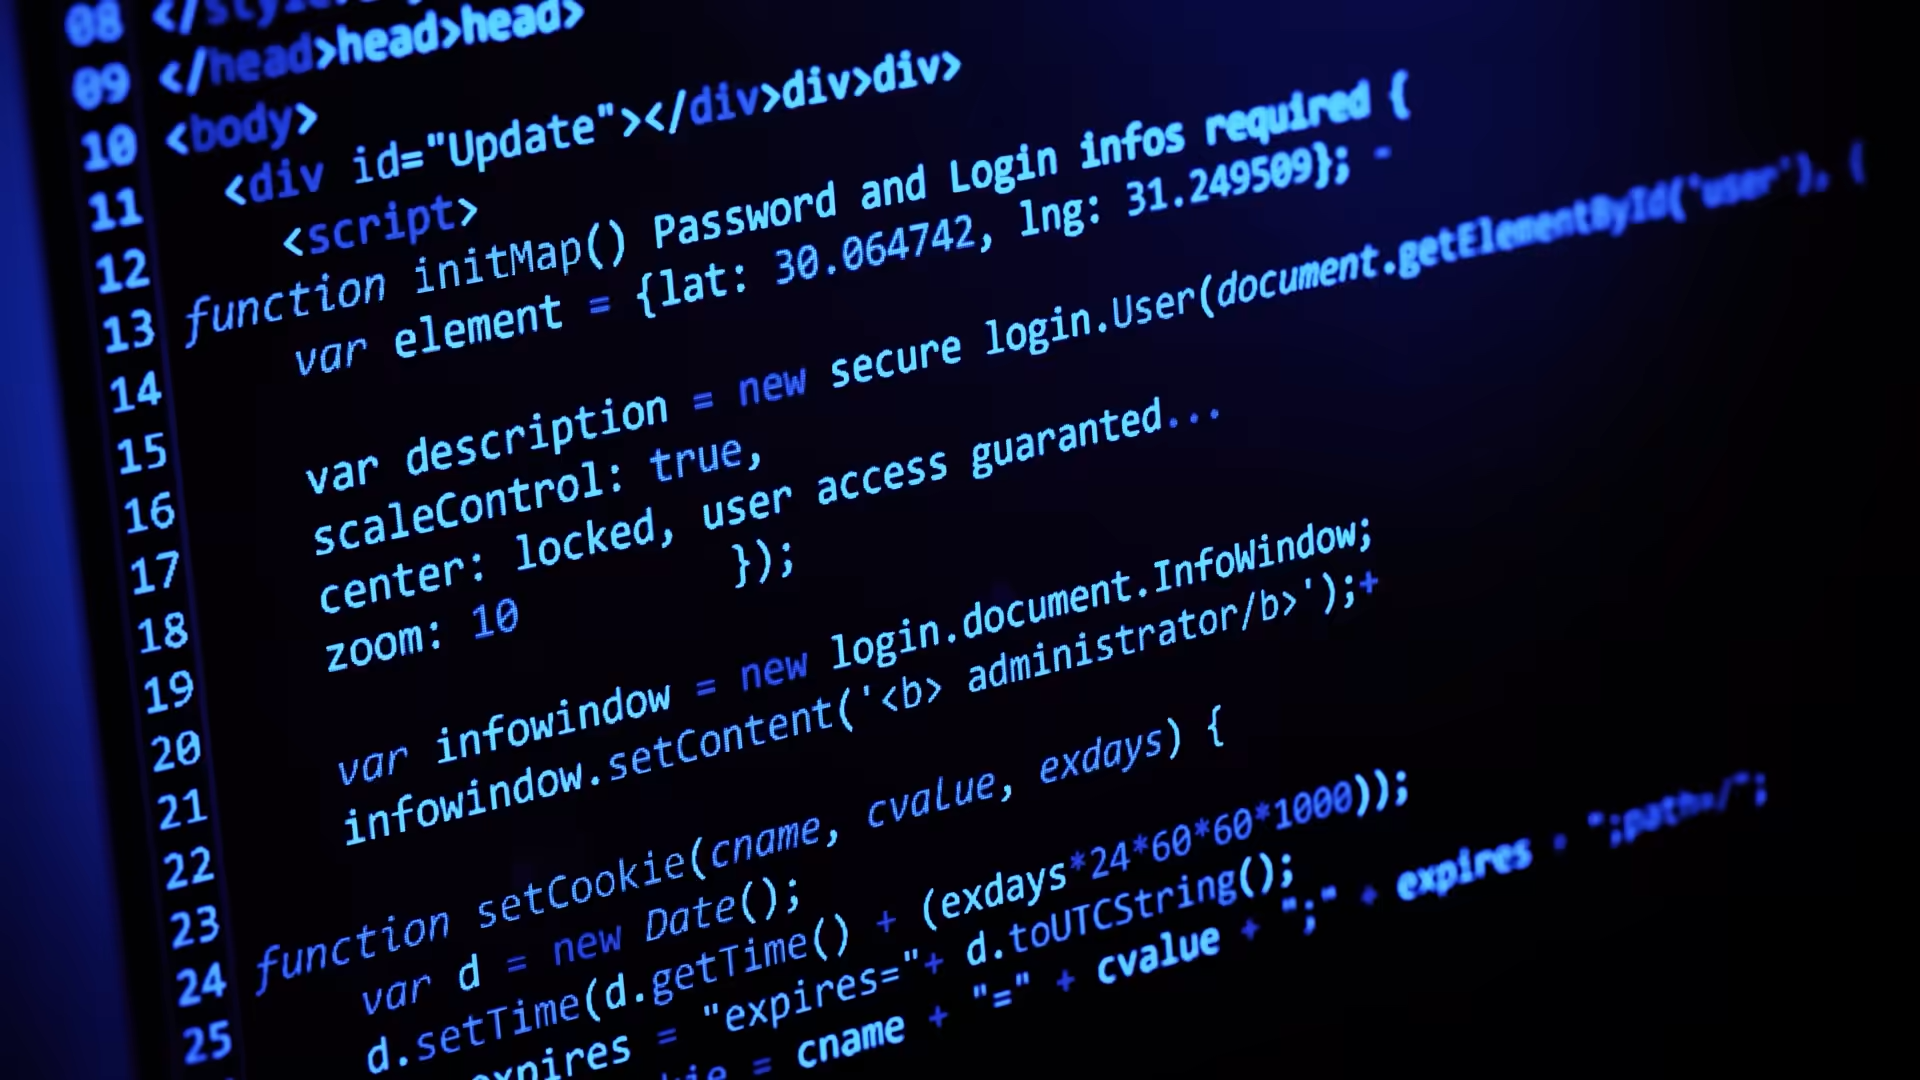 08 </style
09 </head>head>head>
10 <body>
11 <div id="Update"></div>div>div>
12 <script>
13 function initMap() Password and Login infos required {
14 var element = {lat: 30.064742, lng: 31.249509}; -
15
16 var description = new secure login.User(document.getElementById('user'), {
17 scaleControl: true,
18 center: locked, user access guaranted...
19 zoom: 10 });
20
21 var infowindow = new login.document.InfoWindow;
22 infowindow.setContent('<b> administrator/b>');+
23
24 function setCookie(cname, cvalue, exdays) {
25 var d = new Date();
d.setTime(d.getTime() + (exdays*24*60*60*1000));
expires = "expires="+ d.toUTCString();
= cname + "=" + cvalue + ";" + expires + ";path=/";